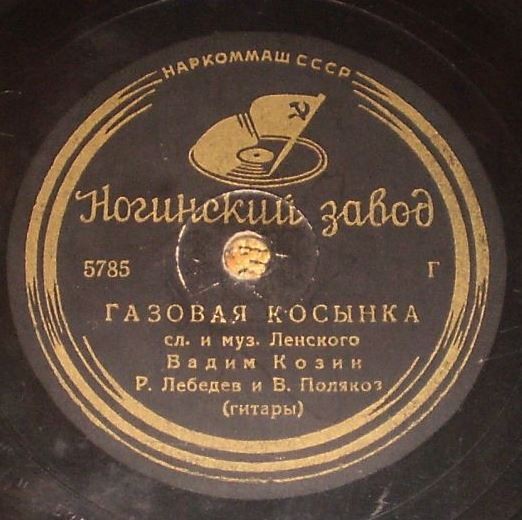 НАРКОММАШ СССР
Ногинский завод
5785 Г
ГАЗОВАЯ КОСЫНКА
сл. и муз. Ленского
Вадим Козин
Р. Лебедев и В. Поляков
(гитары)